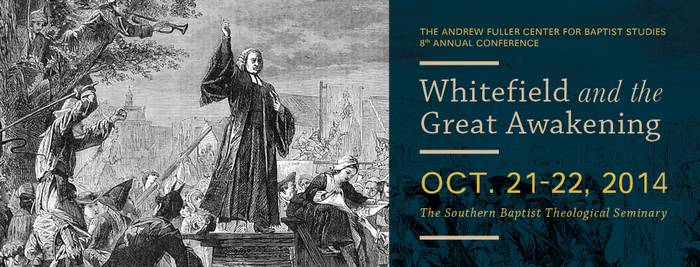 THE ANDREW FULLER CENTER FOR BAPTIST STUDIES
8th ANNUAL CONFERENCE
Whitefield and the
Great Awakening
OCT. 21-22, 2014
The Southern Baptist Theological Seminary